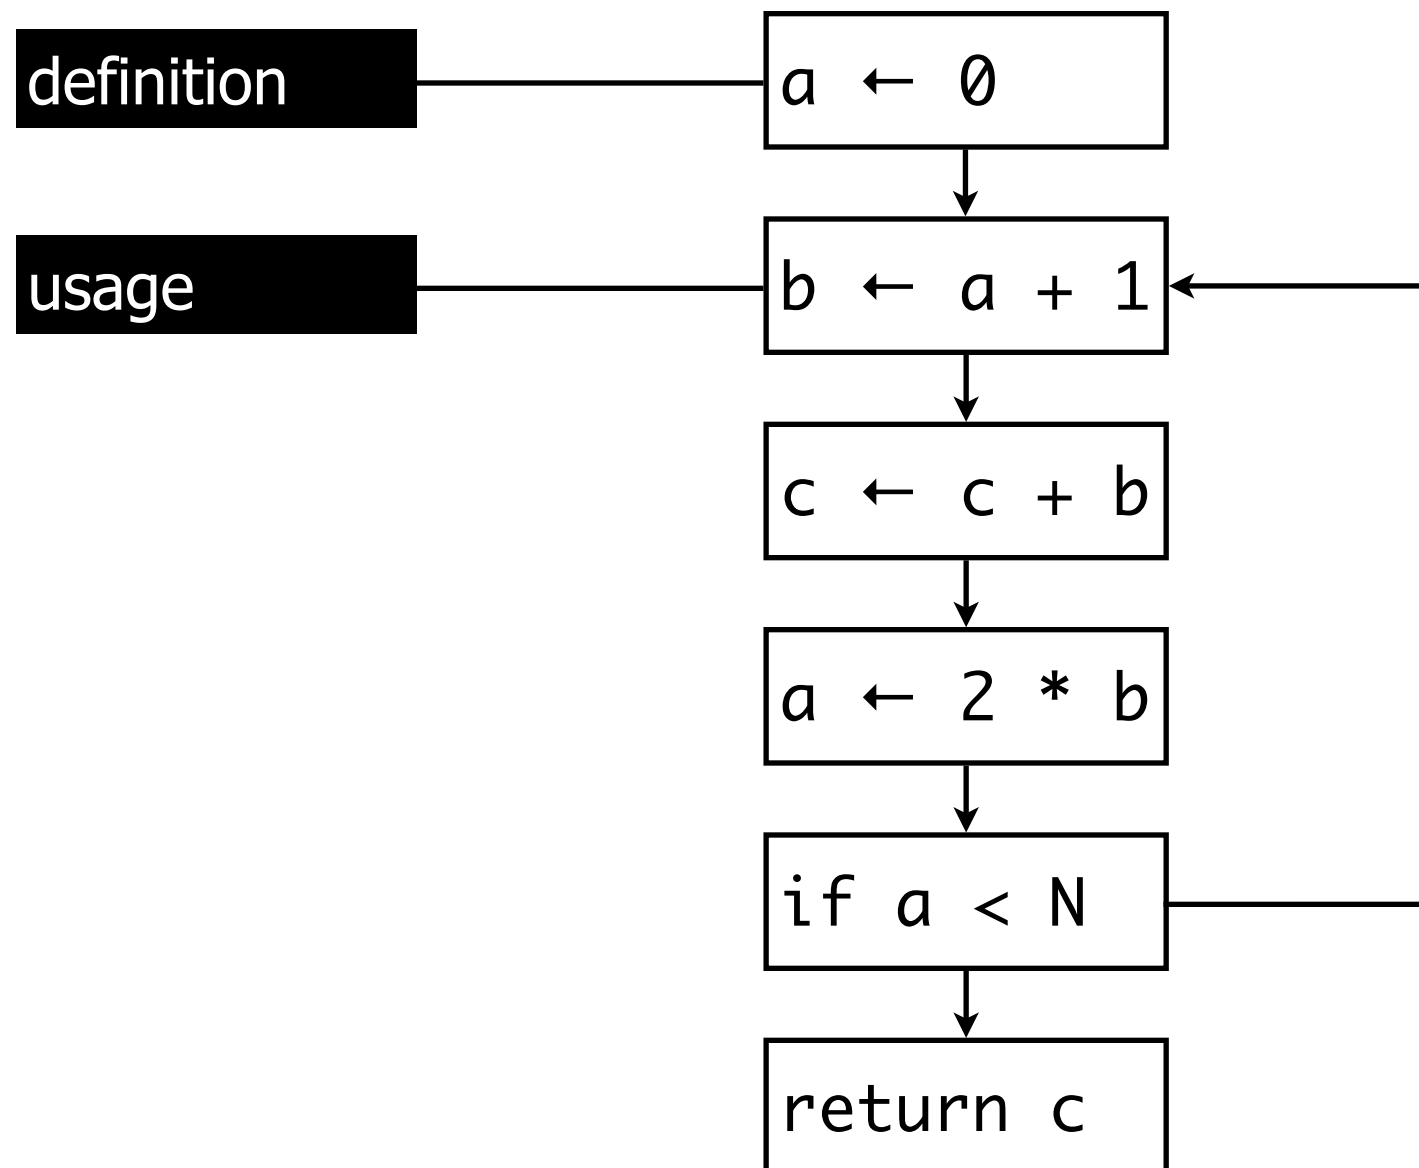 definition
a ← 0
usage
b ← a + 1
c ← c + b
a ← 2 * b
if a < N
return c